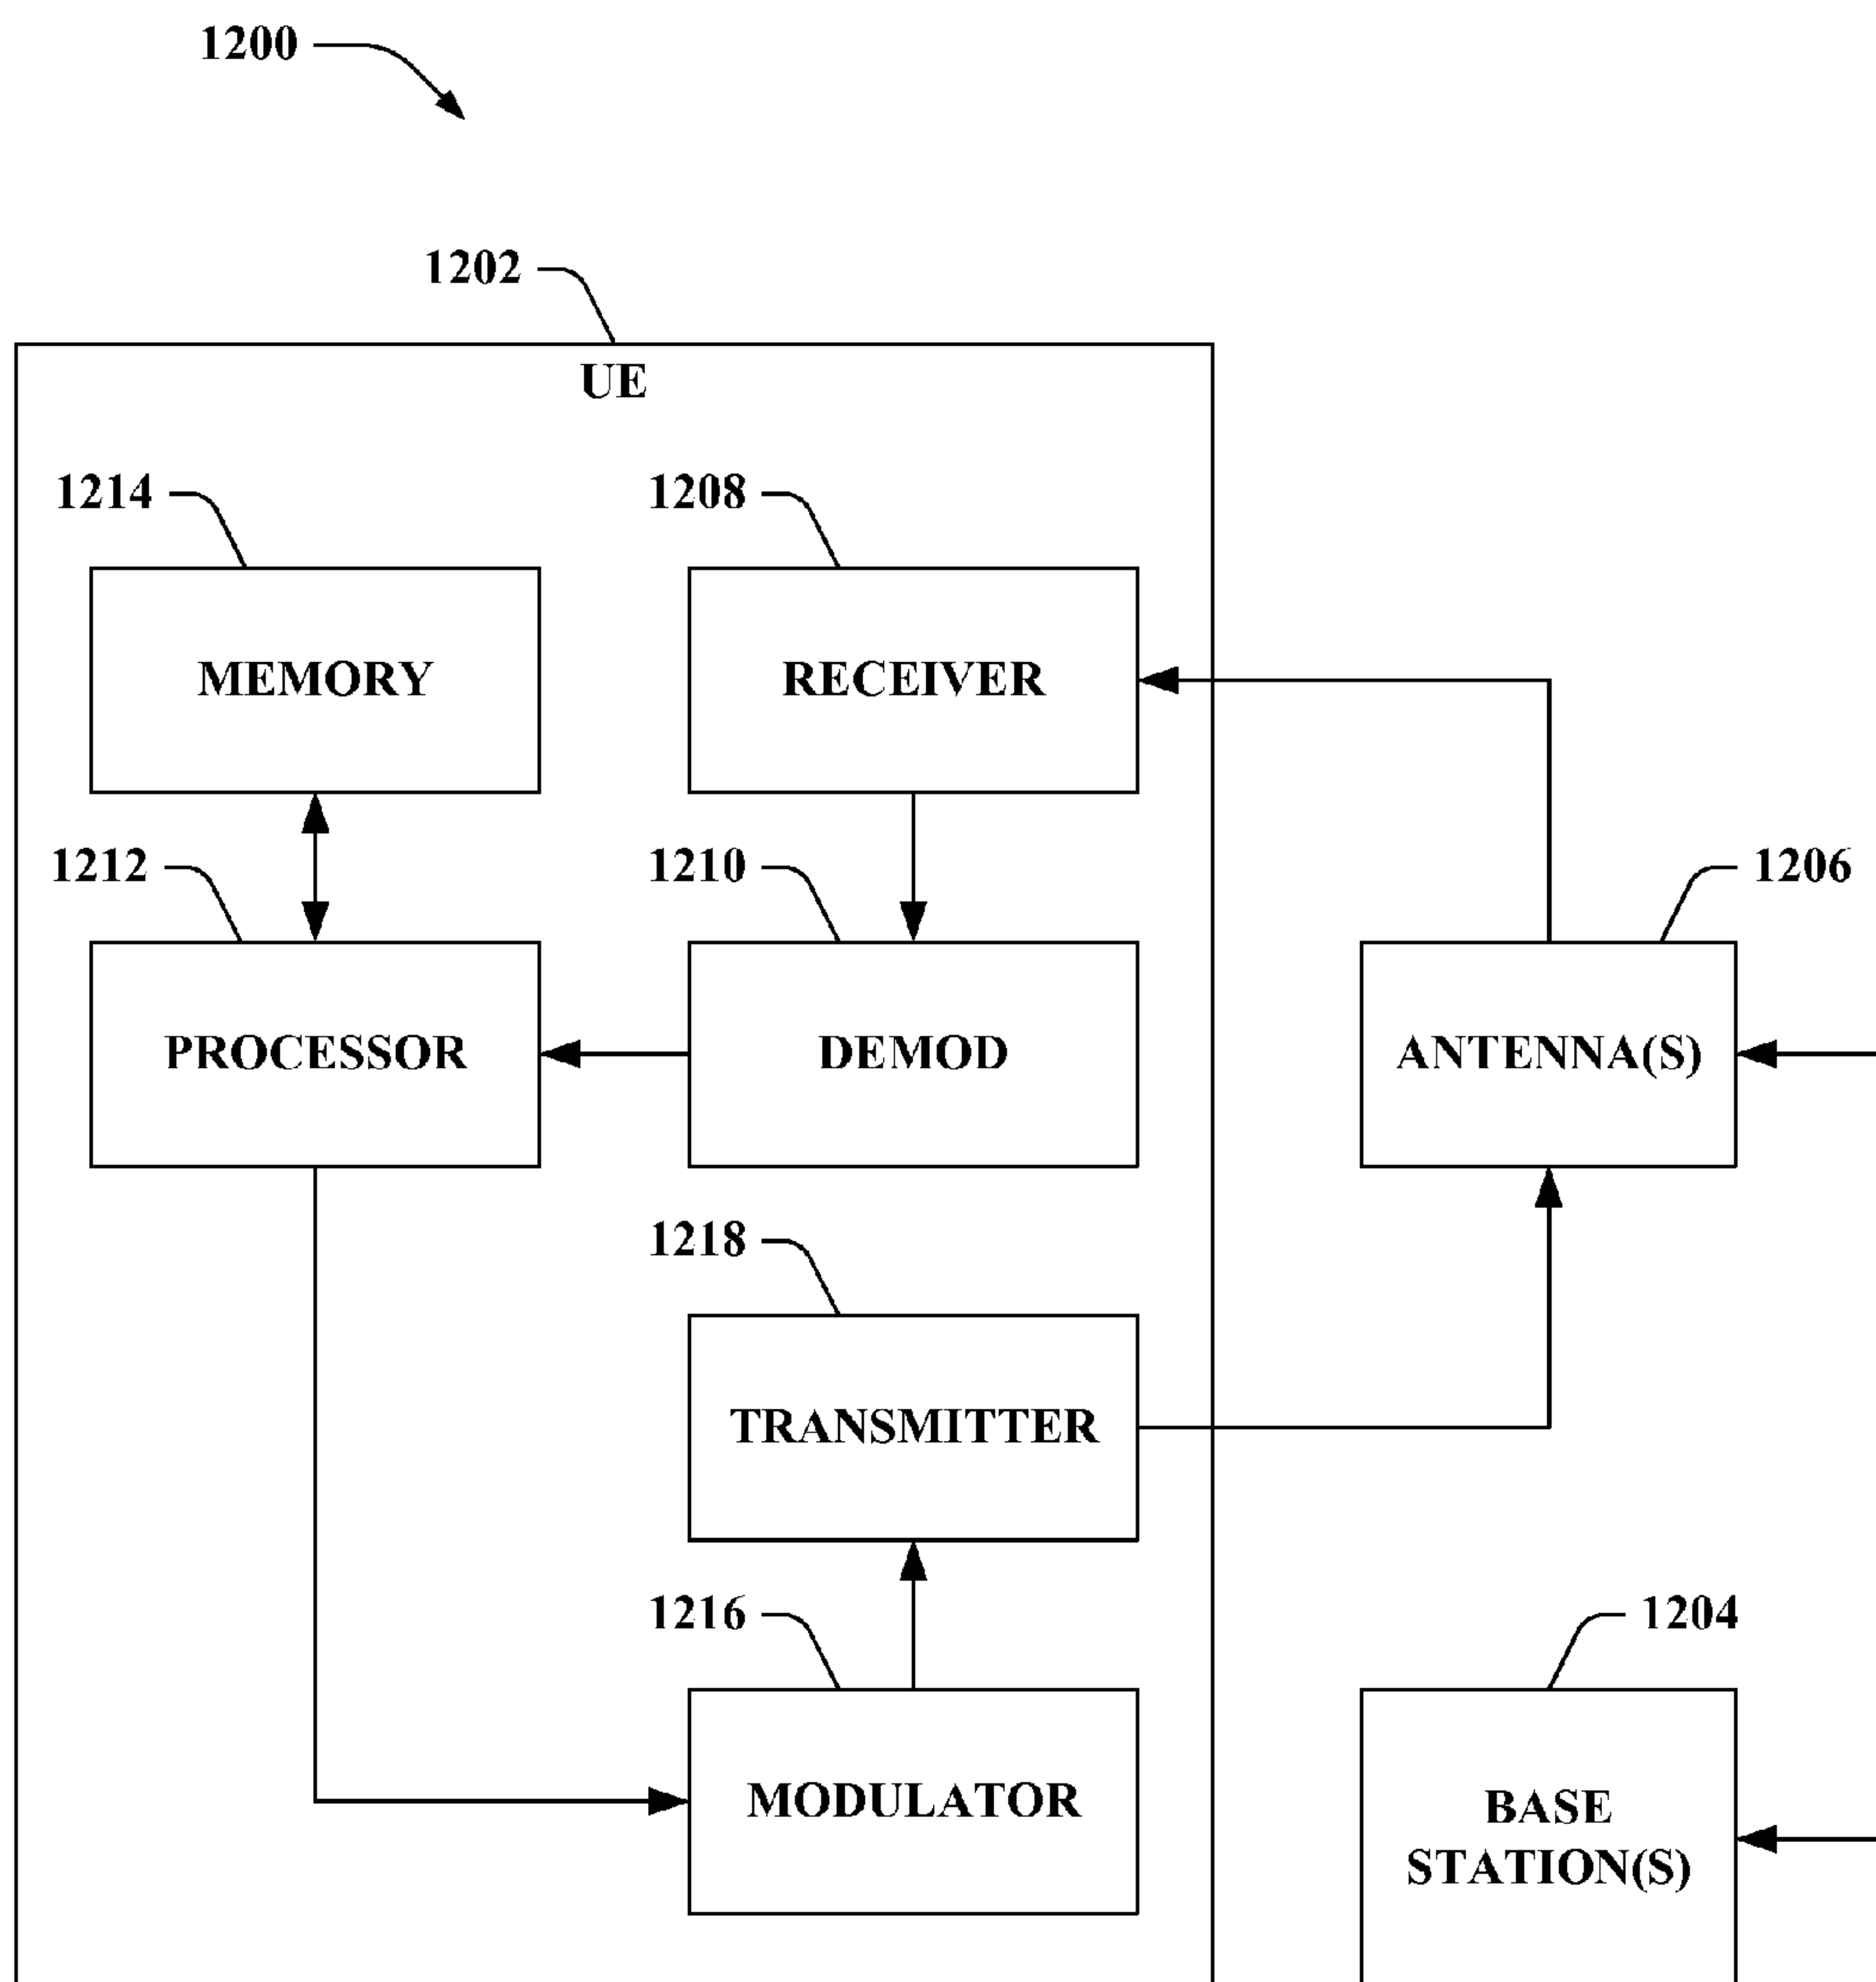 1200
1202
UE
1214
1208
MEMORY
RECEIVER
1212
1210
1206
PROCESSOR
DEMOD
ANTENNA(S)
1218
TRANSMITTER
1216
1204
MODULATOR
BASE
STATION(S)